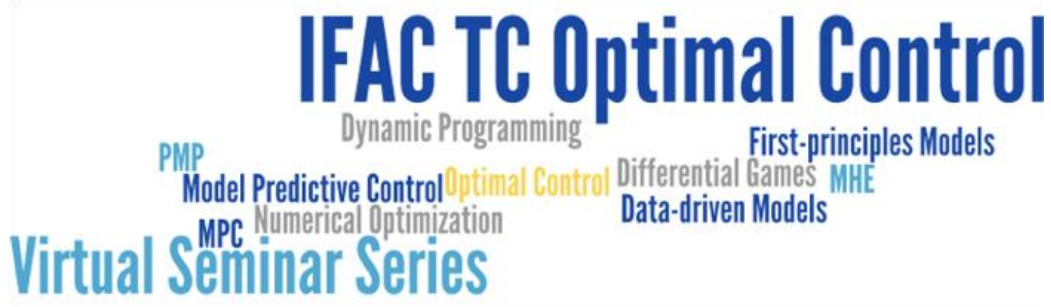 IFAC TC Optimal Control
Dynamic Programming
First-principles Models
PMP
Model Predictive Control
Optimal Control
Differential Games
MHE
MPC
Numerical Optimization
Data-driven Models
Virtual Seminar Series